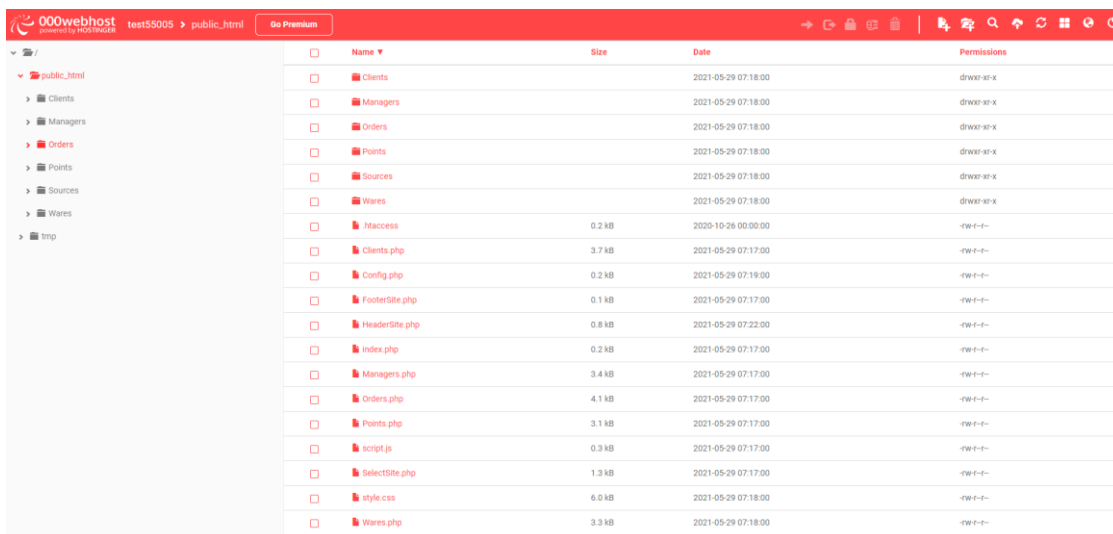 000webhost test55005 > public_html Go Premium
powered by HOSTINGER
/
public_html
Clients
Managers
Orders
Points
Sources
Wares
tmp
Name ▼ Size Date Permissions
Clients 2021-05-29 07:18:00 drwxr-xr-x
Managers 2021-05-29 07:18:00 drwxr-xr-x
Orders 2021-05-29 07:18:00 drwxr-xr-x
Points 2021-05-29 07:18:00 drwxr-xr-x
Sources 2021-05-29 07:18:00 drwxr-xr-x
Wares 2021-05-29 07:18:00 drwxr-xr-x
.htaccess 0.2 kB 2020-10-26 00:00:00 -rw-r--r--
Clients.php 3.7 kB 2021-05-29 07:17:00 -rw-r--r--
Config.php 0.2 kB 2021-05-29 07:19:00 -rw-r--r--
FooterSite.php 0.1 kB 2021-05-29 07:17:00 -rw-r--r--
HeaderSite.php 0.8 kB 2021-05-29 07:22:00 -rw-r--r--
index.php 0.2 kB 2021-05-29 07:17:00 -rw-r--r--
Managers.php 3.4 kB 2021-05-29 07:17:00 -rw-r--r--
Orders.php 4.1 kB 2021-05-29 07:17:00 -rw-r--r--
Points.php 3.1 kB 2021-05-29 07:17:00 -rw-r--r--
script.js 0.3 kB 2021-05-29 07:17:00 -rw-r--r--
SelectSite.php 1.3 kB 2021-05-29 07:17:00 -rw-r--r--
style.css 6.0 kB 2021-05-29 07:18:00 -rw-r--r--
Wares.php 3.3 kB 2021-05-29 07:18:00 -rw-r--r--